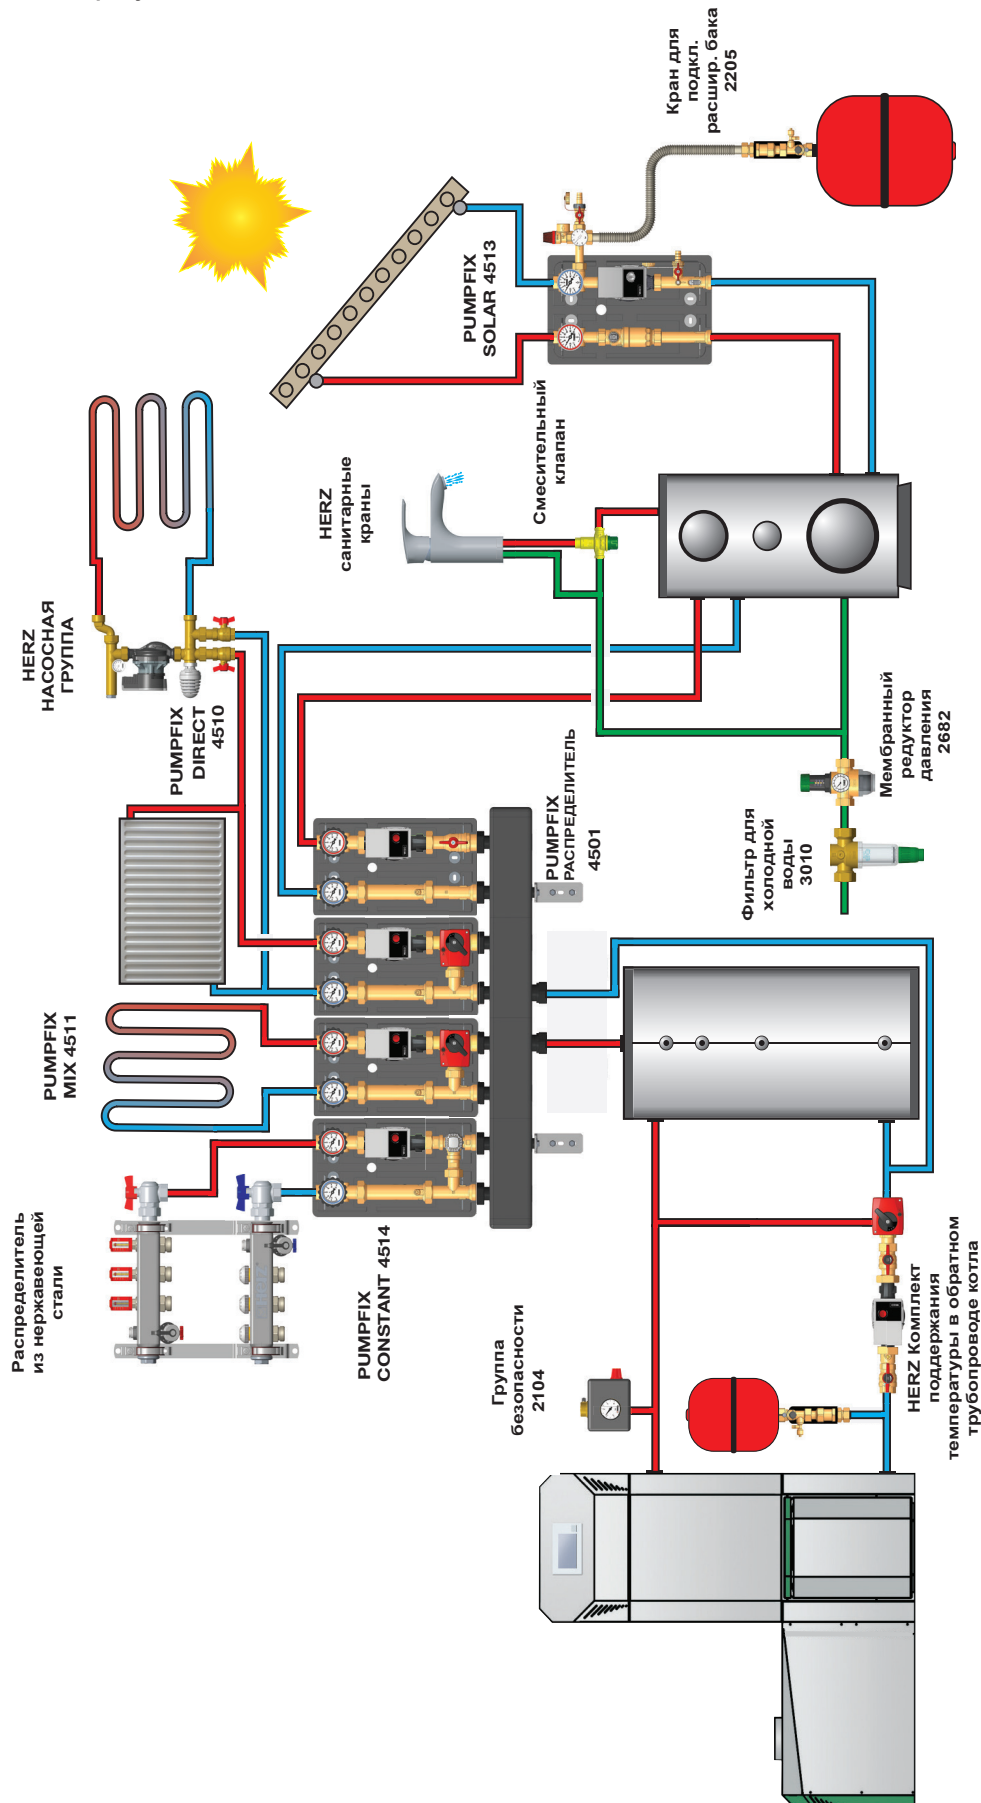 Кран для
подкл.
расшир. бака
2205
PUMPFIX
SOLAR 4513
HERZ
санитарные
краны
Смесительный
клапан
HERZ
НАСОСНАЯ
ГРУППА
PUMPFIX
DIRECT
4510
PUMPFIX
РАСПРЕДЕЛИТЕЛЬ
4501
Мембранный
редуктор
давления
2682
Фильтр для
холодной
воды
3010
PUMPFIX
MIX 4511
Распределитель
из нержавеющей
стали
PUMPFIX
CONSTANT 4514
Группа
безопасности
2104
HERZ Комплект
поддержания
температуры в обратном
трубопроводе котла